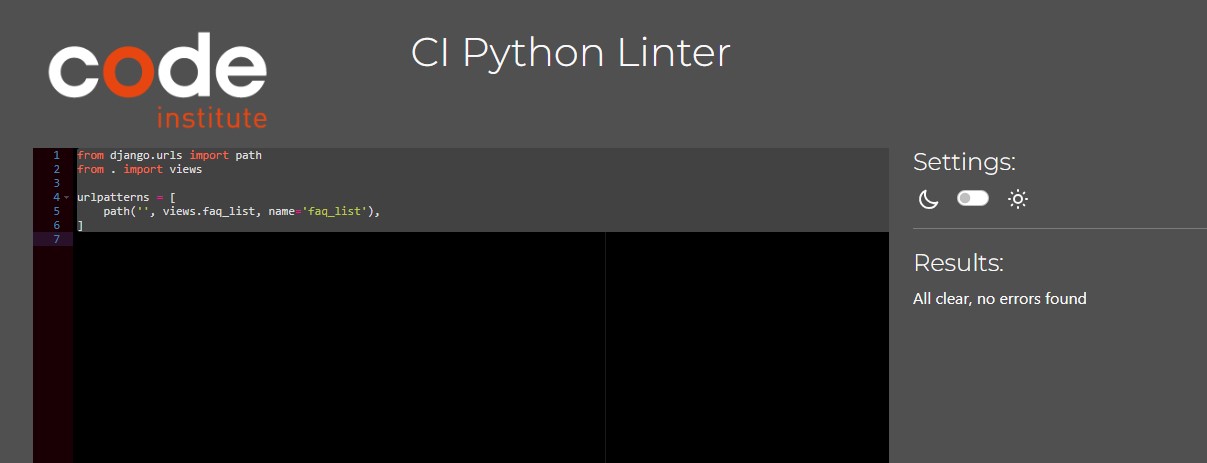 code
institute
CI Python Linter
1 from django.urls import path
2 from . import views
3
4 urlpatterns = [
5     path('', views.faq_list, name='faq_list'),
6 ]
7
Settings:
Results:
All clear, no errors found